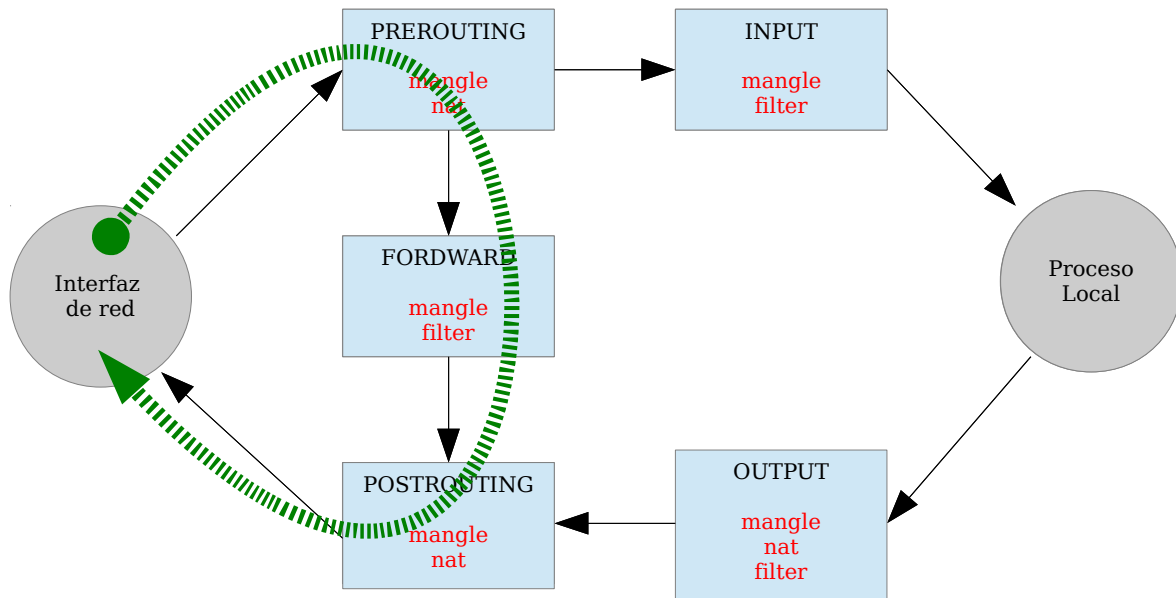 PREROUTING
mangle
nat
INPUT
mangle
filter
Interfaz
de red
FORDWARD
mangle
filter
Proceso
Local
POSTROUTING
mangle
nat
OUTPUT
mangle
nat
filter